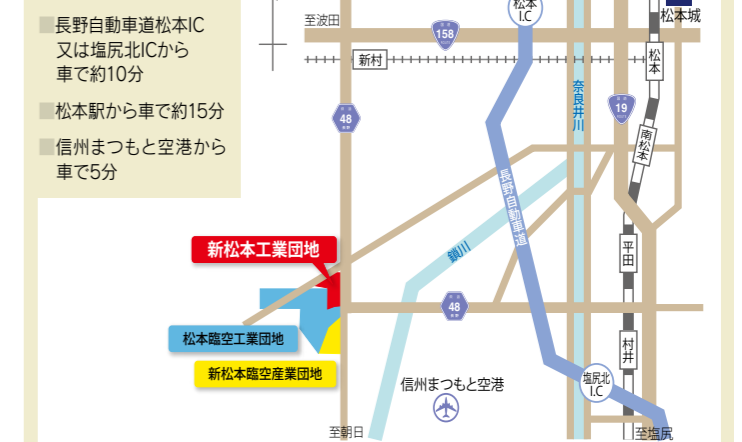 ■長野自動車道松本IC
又は塩尻北ICから
車で約10分
■松本駅から車で約15分
■信州まつもと空港から
車で5分
至波田
松本
I.C
松本城
158
新村
松本
奈良井川
19
48
南松本
長野自動車道
新松本工業団地
鎖川
平田
48
松本臨空工業団地
村井
新松本臨空産業団地
信州まつもと空港
塩尻北
I.C
至朝日
至塩尻